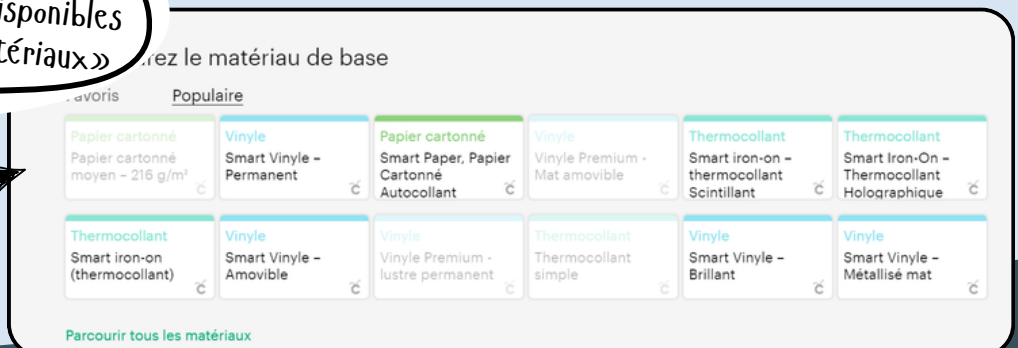 isponibles
tériaux»
rez le matériau de base
avoris Populaire
Papier cartonné
Papier cartonné
moyen – 216 g/m²
Vinyle
Smart Vinyle –
Permanent
Papier cartonné
Smart Paper, Papier
Cartonné
Autocollant
Vinyle
Vinyle Premium -
Mat amovible
Thermocollant
Smart iron-on –
thermocollant
Scintillant
Thermocollant
Smart Iron-On –
Thermocollant
Holographique
Thermocollant
Smart iron-on
(thermocollant)
Vinyle
Smart Vinyle –
Amovible
Vinyle
Vinyle Premium -
lustre permanent
Thermocollant
Thermocollant
simple
Vinyle
Smart Vinyle –
Brillant
Vinyle
Smart Vinyle –
Métallisé mat
Parcourir tous les matériaux